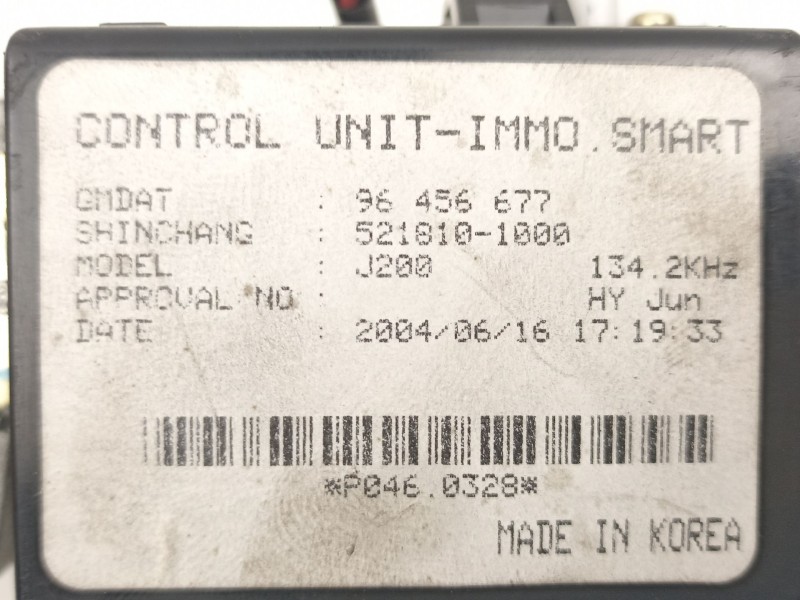 CONTROL UNIT-IMMO.SMART
GMDAT : 96 456 677
SHINCHANG : 521810-1000
MODEL : J200 134.2KHz
APPROVAL NO : HY Jun
DATE : 2004/06/16 17:19:33
*P046.0328*
MADE IN KOREA